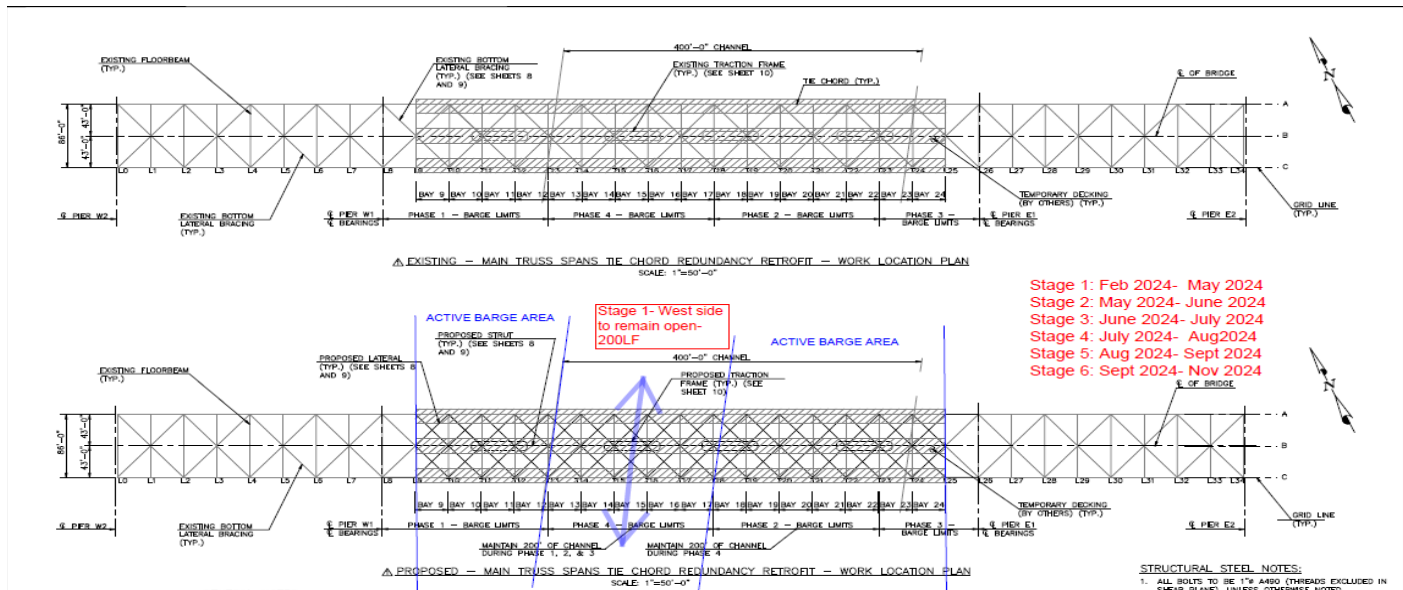 400'-0" CHANNEL
EXISTING FLOORBEAM
(TYP.)
EXISTING BOTTOM
LATERAL BRACING
(TYP.) (SEE SHEETS 8
AND 9)
EXISTING TRACTION FRAME
(TYP.) (SEE SHEET 10)
TIE CHORD (TYP.)
℄ OF BRIDGE
N
86'-0"
43'-0"
43'-0"
A
B
C
L0 L1 L2 L3 L4 L5 L6 L7 L8 L25 L26 L27 L28 L29 L30 L31 L32 L33 L34
BAY 9 BAY 10 BAY 11 BAY 12 BAY 13 BAY 14 BAY 15 BAY 16 BAY 17 BAY 18 BAY 19 BAY 20 BAY 21 BAY 22 BAY 23 BAY 24
TEMPORARY DECKING
(BY OTHERS) (TYP.)
GRID LINE
(TYP.)
℄ PIER W2
EXISTING BOTTOM
LATERAL BRACING
(TYP.)
℄ PIER W1
℄ BEARINGS
PHASE 1 - BARGE LIMITS
PHASE 4 - BARGE LIMITS
PHASE 2 - BARGE LIMITS
PHASE 3 -
BARGE LIMITS
℄ PIER E1
℄ BEARINGS
℄ PIER E2
EXISTING - MAIN TRUSS SPANS TIE CHORD REDUNDANCY RETROFIT - WORK LOCATION PLAN
SCALE: 1"=50'-0"
Stage 1: Feb 2024- May 2024
Stage 2: May 2024- June 2024
Stage 3: June 2024- July 2024
Stage 4: July 2024- Aug2024
Stage 5: Aug 2024- Sept 2024
Stage 6: Sept 2024- Nov 2024
ACTIVE BARGE AREA
Stage 1- West side
to remain open-
200LF
ACTIVE BARGE AREA
PROPOSED STRUT
(TYP.) (SEE SHEETS 8
AND 9)
400'-0" CHANNEL
PROPOSED LATERAL
(TYP.) (SEE SHEETS 8
AND 9)
EXISTING FLOORBEAM
(TYP.)
PROPOSED TRACTION
FRAME (TYP.) (SEE
SHEET 10)
℄ OF BRIDGE
N
86'-0"
43'-0"
43'-0"
A
B
C
L0 L1 L2 L3 L4 L5 L6 L7 L8 L25 L26 L27 L28 L29 L30 L31 L32 L33 L34
BAY 9 BAY 10 BAY 11 BAY 12 BAY 13 BAY 14 BAY 15 BAY 16 BAY 17 BAY 18 BAY 19 BAY 20 BAY 21 BAY 22 BAY 23 BAY 24
TEMPORARY DECKING
(BY OTHERS) (TYP.)
GRID LINE
(TYP.)
℄ PIER W2
EXISTING BOTTOM
LATERAL BRACING
(TYP.)
℄ PIER W1
℄ BEARINGS
PHASE 1 - BARGE LIMITS
PHASE 4 - BARGE LIMITS
PHASE 2 - BARGE LIMITS
PHASE 3 -
BARGE LIMITS
℄ PIER E1
℄ BEARINGS
℄ PIER E2
MAINTAIN 200' OF CHANNEL
DURING PHASE 1, 2, & 3
MAINTAIN 200' OF CHANNEL
DURING PHASE 4
PROPOSED - MAIN TRUSS SPANS TIE CHORD REDUNDANCY RETROFIT - WORK LOCATION PLAN
SCALE: 1"=50'-0"
STRUCTURAL STEEL NOTES:
1. ALL BOLTS TO BE 1"ø A490 (THREADS EXCLUDED IN
SHEAR PLANE) UNLESS OTHERWISE NOTED